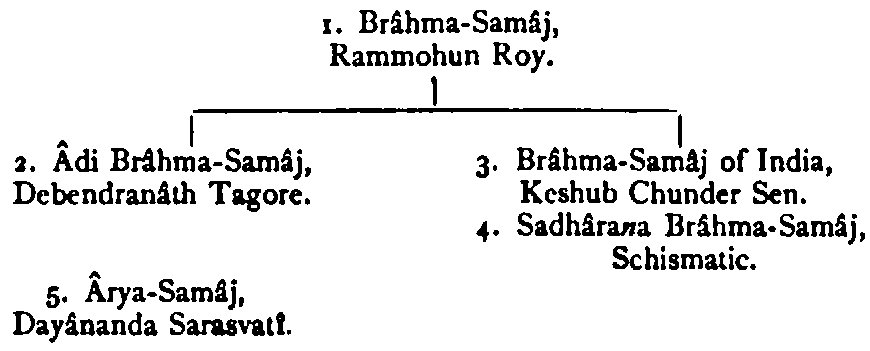 1. Brâhma-Samâj,
Rammohun Roy.
2. Âdi Brâhma-Samâj,
Debendranâth Tagore.
3. Brâhma-Samâj of India,
Keshub Chunder Sen.
4. Sadhârana Brâhma-Samâj,
Schismatic.
5. Ârya-Samâj,
Dayânanda Sarasvatî.